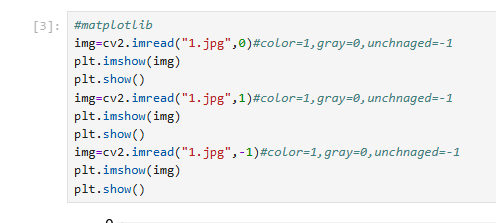 [3]:
#matplotlib
img=cv2.imread("1.jpg",0)#color=1,gray=0,unchnaged=-1
plt.imshow(img)
plt.show()
img=cv2.imread("1.jpg",1)#color=1,gray=0,unchnaged=-1
plt.imshow(img)
plt.show()
img=cv2.imread("1.jpg",-1)#color=1,gray=0,unchnaged=-1
plt.imshow(img)
plt.show()